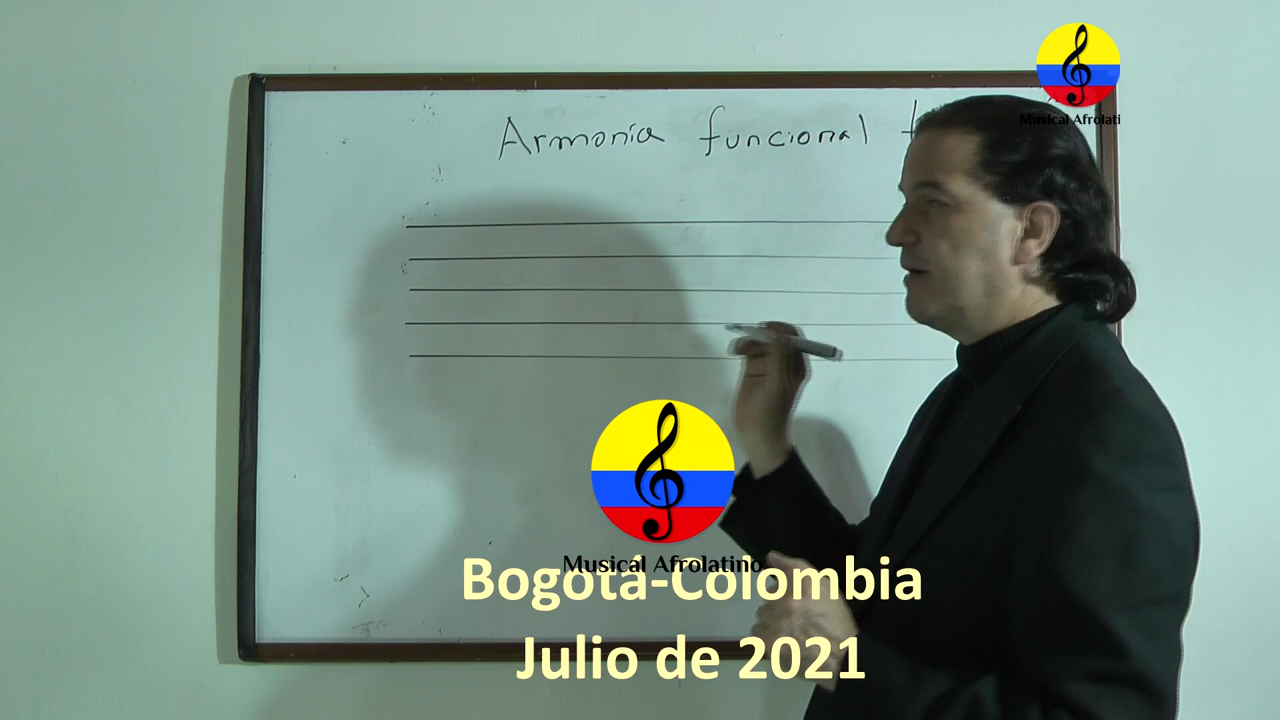 Musical Afrolati
Armonía funcional
Musical Afrolatino
Bogotá-Colombia
Julio de 2021